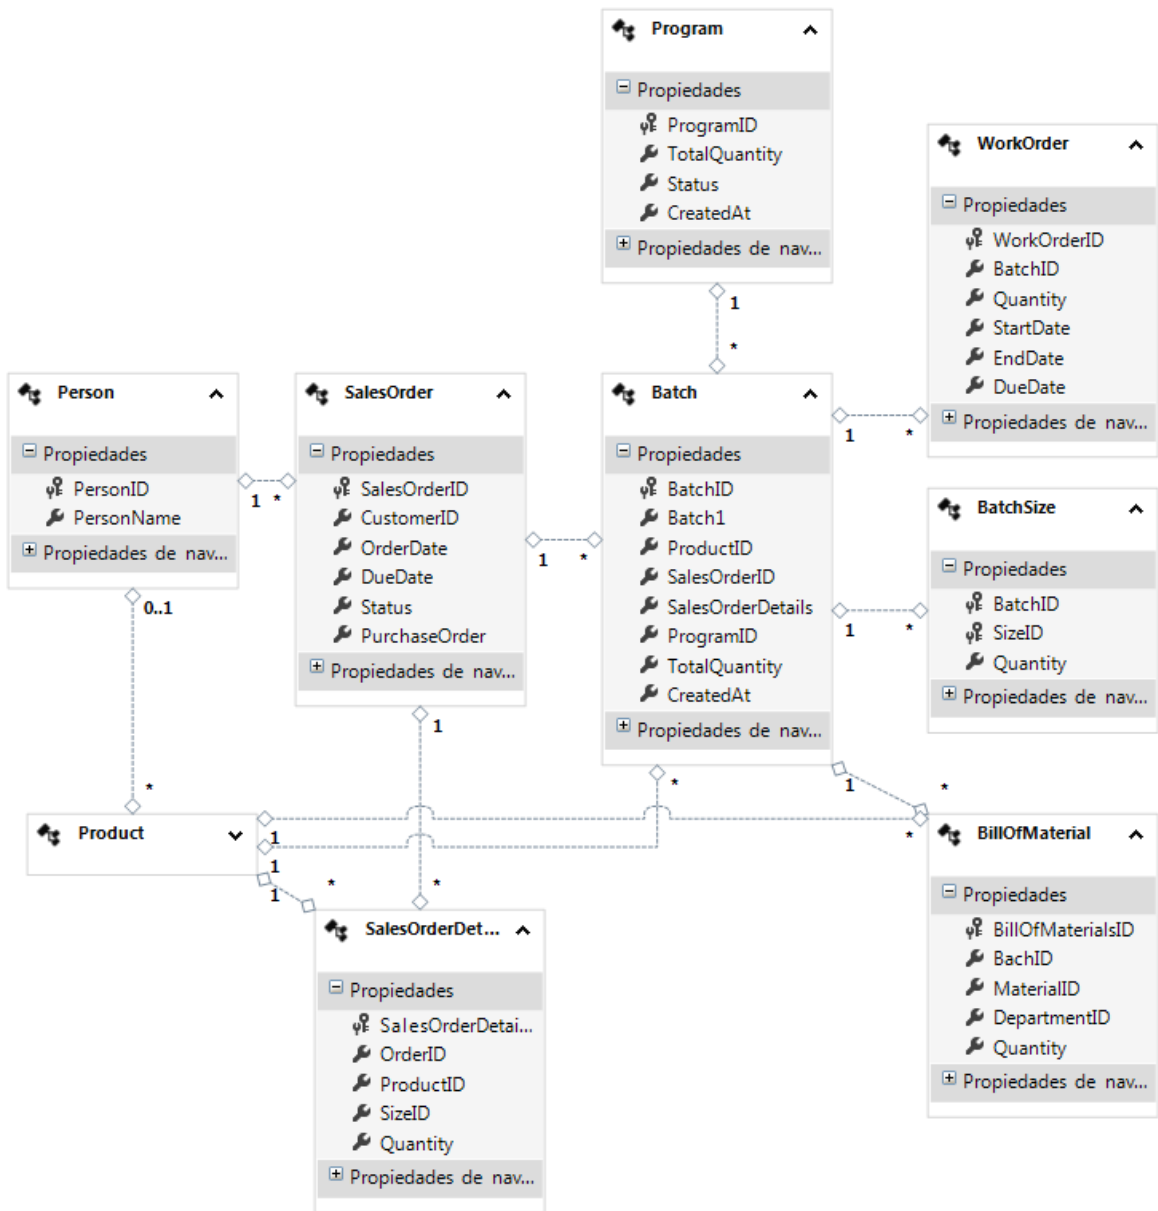 Program
Propiedades
ProgramID
TotalQuantity
Status
CreatedAt
Propiedades de nav...
1
*
WorkOrder
Propiedades
WorkOrderID
BatchID
Quantity
StartDate
EndDate
DueDate
Propiedades de nav...
Person
Propiedades
PersonID
PersonName
Propiedades de nav...
1 *
0..1
*
SalesOrder
Propiedades
SalesOrderID
CustomerID
OrderDate
DueDate
Status
PurchaseOrder
Propiedades de nav...
1 *
1
*
Batch
Propiedades
BatchID
Batch1
ProductID
SalesOrderID
SalesOrderDetails
ProgramID
TotalQuantity
CreatedAt
Propiedades de nav...
1 *
1 *
1 *
*
BatchSize
Propiedades
BatchID
SizeID
Quantity
Propiedades de nav...
Product
1
1
1 *
*
SalesOrderDet...
Propiedades
SalesOrderDetai...
OrderID
ProductID
SizeID
Quantity
Propiedades de nav...
BillOfMaterial
Propiedades
BillOfMaterialsID
BachID
MaterialID
DepartmentID
Quantity
Propiedades de nav...